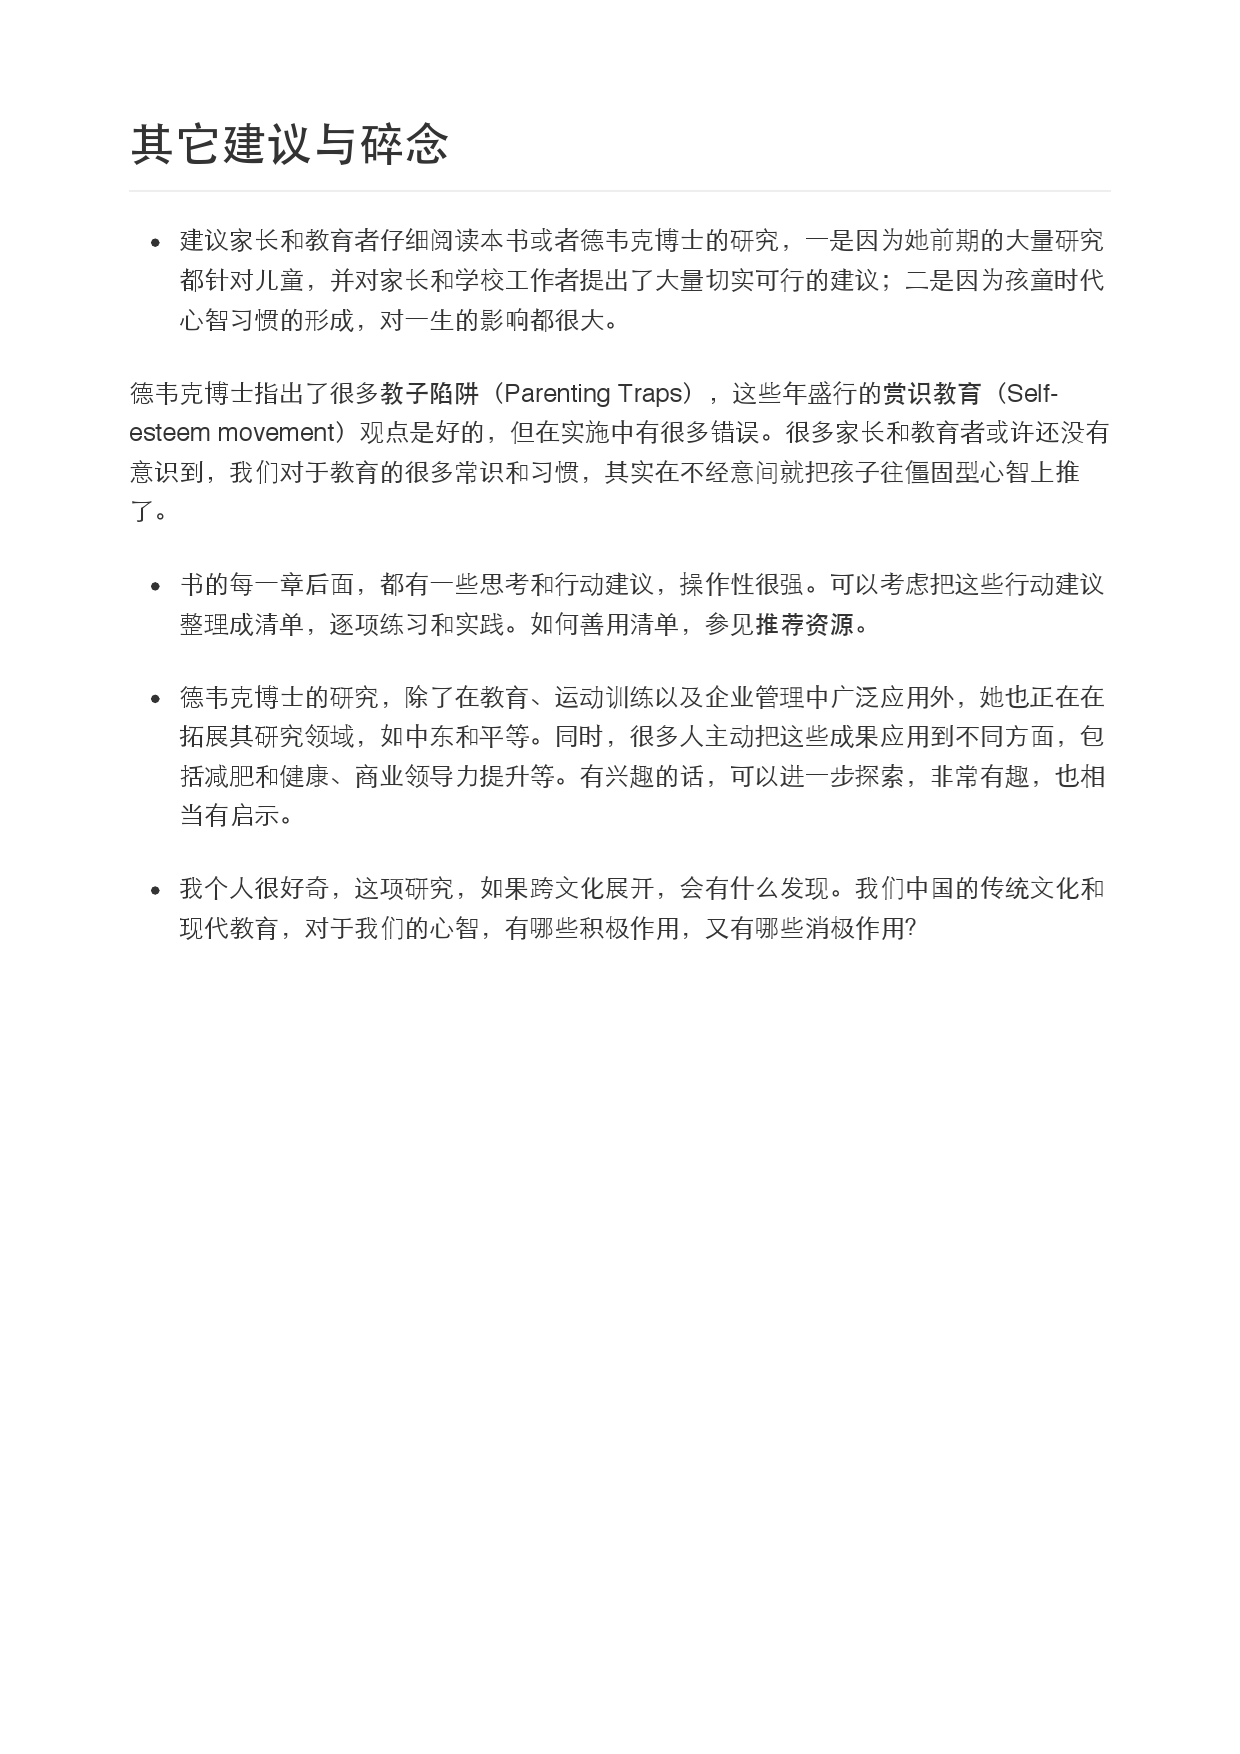 其它建议与碎念
• 建议家长和教育者仔细阅读本书或者德韦克博士的研究，一是因为她前期的大量研究
都针对儿童，并对家长和学校工作者提出了大量切实可行的建议；二是因为孩童时代
心智习惯的形成，对一生的影响都很大。
德韦克博士指出了很多教子陷阱（Parenting Traps），这些年盛行的赏识教育（Self-
esteem movement）观点是好的，但在实施中有很多错误。很多家长和教育者或许还没有
意识到，我们对于教育的很多常识和习惯，其实在不经意间就把孩子往僵固型心智上推
了。
• 书的每一章后面，都有一些思考和行动建议，操作性很强。可以考虑把这些行动建议
整理成清单，逐项练习和实践。如何善用清单，参见推荐资源。
• 德韦克博士的研究，除了在教育、运动训练以及企业管理中广泛应用外，她也正在在
拓展其研究领域，如中东和平等。同时，很多人主动把这些成果应用到不同方面，包
括减肥和健康、商业领导力提升等。有兴趣的话，可以进一步探索，非常有趣，也相
当有启示。
• 我个人很好奇，这项研究，如果跨文化展开，会有什么发现。我们中国的传统文化和
现代教育，对于我们的心智，有哪些积极作用，又有哪些消极作用？